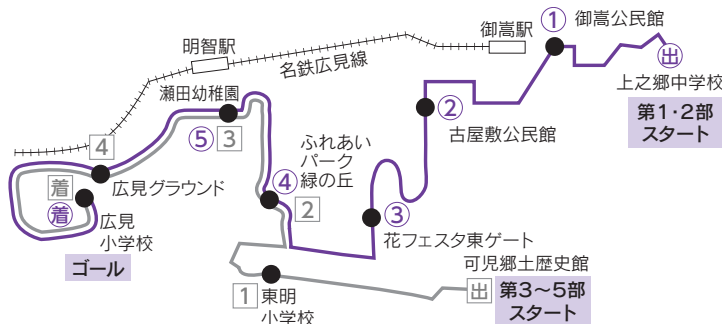 ①
御嵩公民館
御嵩駅
明智駅
名鉄広見線
出
上之郷中学校
第1・2部
スタート
瀬田幼稚園
②
古屋敷公民館
⑤
3
ふれあい
パーク
緑の丘
4
④
2
着
広見グラウンド
着
広見
小学校
ゴール
③
花フェスタ東ゲート
可児郷土歴史館
1
東明
小学校
出
第3〜5部
スタート